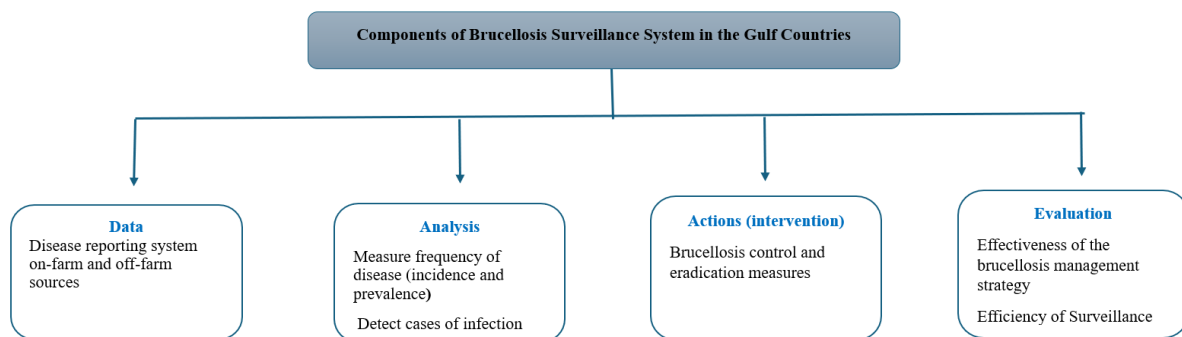 Components of Brucellosis Surveillance System in the Gulf Countries
Data
Disease reporting system
on-farm and off-farm
sources
Analysis
Measure frequency of
disease (incidence and
prevalence)
Detect cases of infection
Actions (intervention)
Brucellosis control and
eradication measures
Evaluation
Effectiveness of the
brucellosis management
strategy
Efficiency of Surveillance